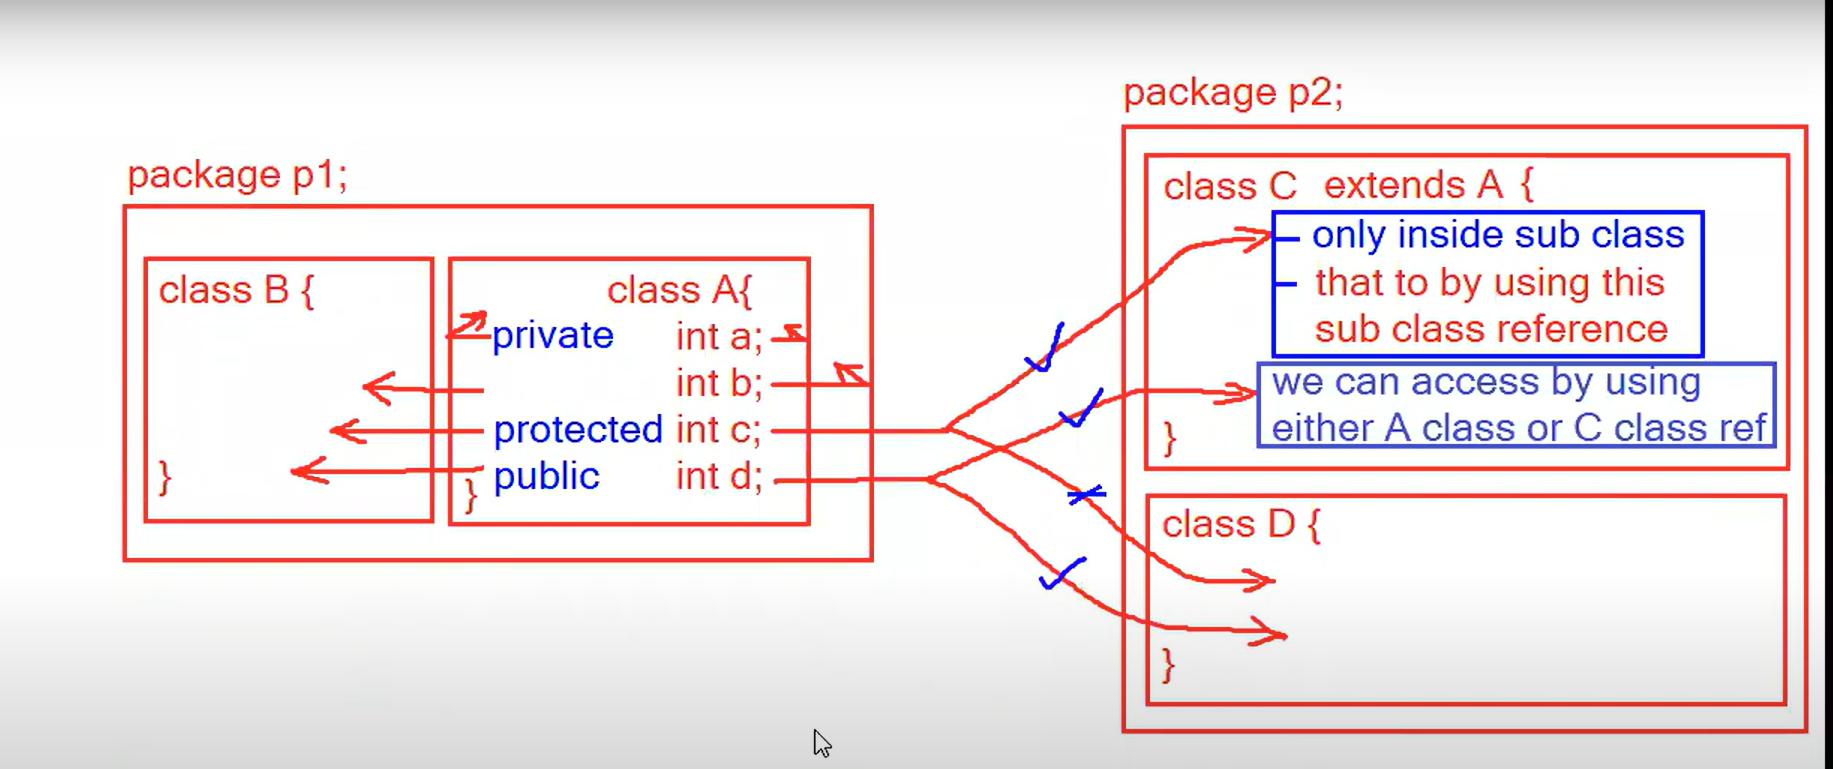 package p1;
class B {
}
class A{
private int a;
int b;
protected int c;
public int d;
}
package p2;
class C extends A {
only inside sub class
that to by using this
sub class reference
we can access by using
either A class or C class ref
}
class D {
}